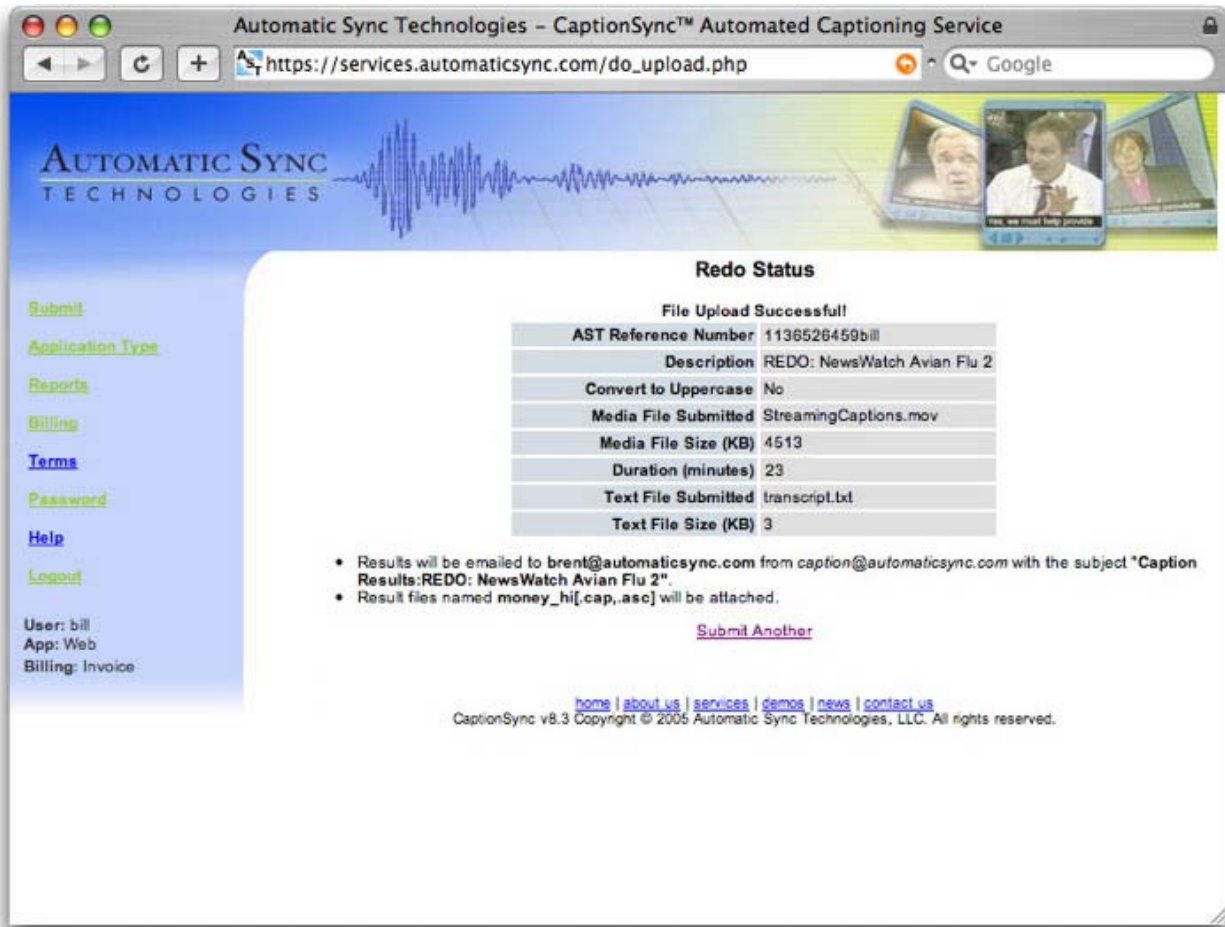 Automatic Sync Technologies – CaptionSync™ Automated Captioning Service
https://services.automaticsync.com/do_upload.php
Google
AST
AUTOMATIC SYNC
TECHNOLOGIES
Yes, we must help provide
Redo Status
File Upload Successful!
AST Reference Number 1136526459bill
Description REDO: NewsWatch Avian Flu 2
Convert to Uppercase No
Media File Submitted StreamingCaptions.mov
Media File Size (KB) 4513
Duration (minutes) 23
Text File Submitted transcript.txt
Text File Size (KB) 3
• Results will be emailed to brent@automaticsync.com from caption@automaticsync.com with the subject "Caption
Results:REDO: NewsWatch Avian Flu 2".
• Result files named money_hi[.cap,.asc] will be attached.
Submit Another
Submit
Application Type
Reports
Billing
Terms
Password
Help
Logout
User: bill
App: Web
Billing: Invoice
home | about us | services | demos | news | contact us
CaptionSync v8.3 Copyright © 2005 Automatic Sync Technologies, LLC. All rights reserved.